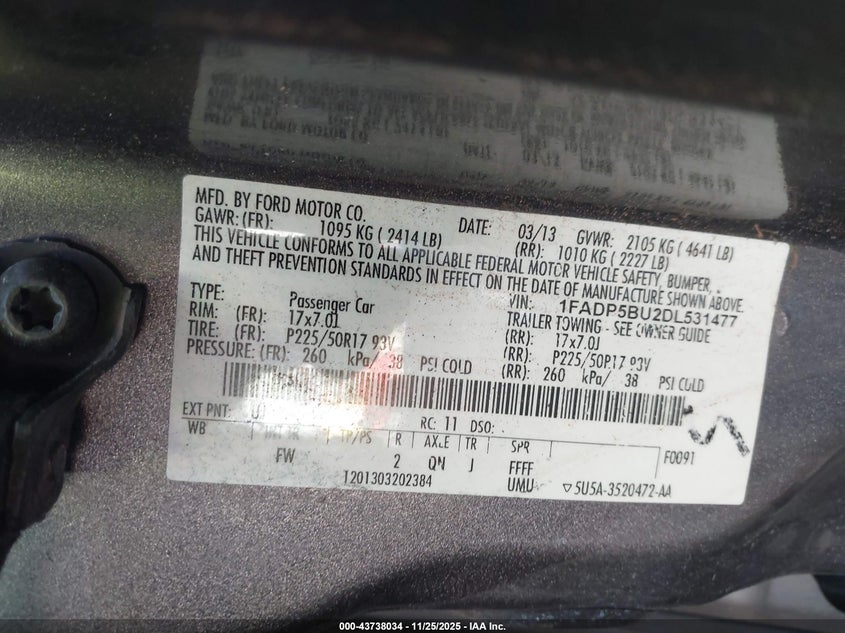 MFD. BY FORD MOTOR CO. DATE: 03/13 GVWR: 2105 KG ( 4641 LB)
GAWR: (FR): 1095 KG ( 2414 LB) (RR): 1010 KG ( 2227 LB)
THIS VEHICLE CONFORMS TO ALL APPLICABLE FEDERAL MOTOR VEHICLE SAFETY, BUMPER,
AND THEFT PREVENTION STANDARDS IN EFFECT ON THE DATE OF MANUFACTURE SHOWN ABOVE.
VIN: 1FADP5BU2DL531477
TYPE: Passenger Car TRAILER TOWING - SEE OWNER GUIDE
RIM: (FR): 17x7.0J (RR): 17x7.0J
TIRE: (FR): P225/50R17 93V (RR): P225/50R17 93V
PRESSURE: (FR): 260 kPa/ 38 PSI COLD (RR): 260 kPa/ 38 PSI COLD
EXT PNT: RC: 11 DSO:
WB INT TR TP/PS R AXLE TR SPR F0091
FW 2 QN J FFFF
1201303202384 UMU 5U5A-3520472-AA
000-43738034 - 11/25/2025 - IAA Inc.